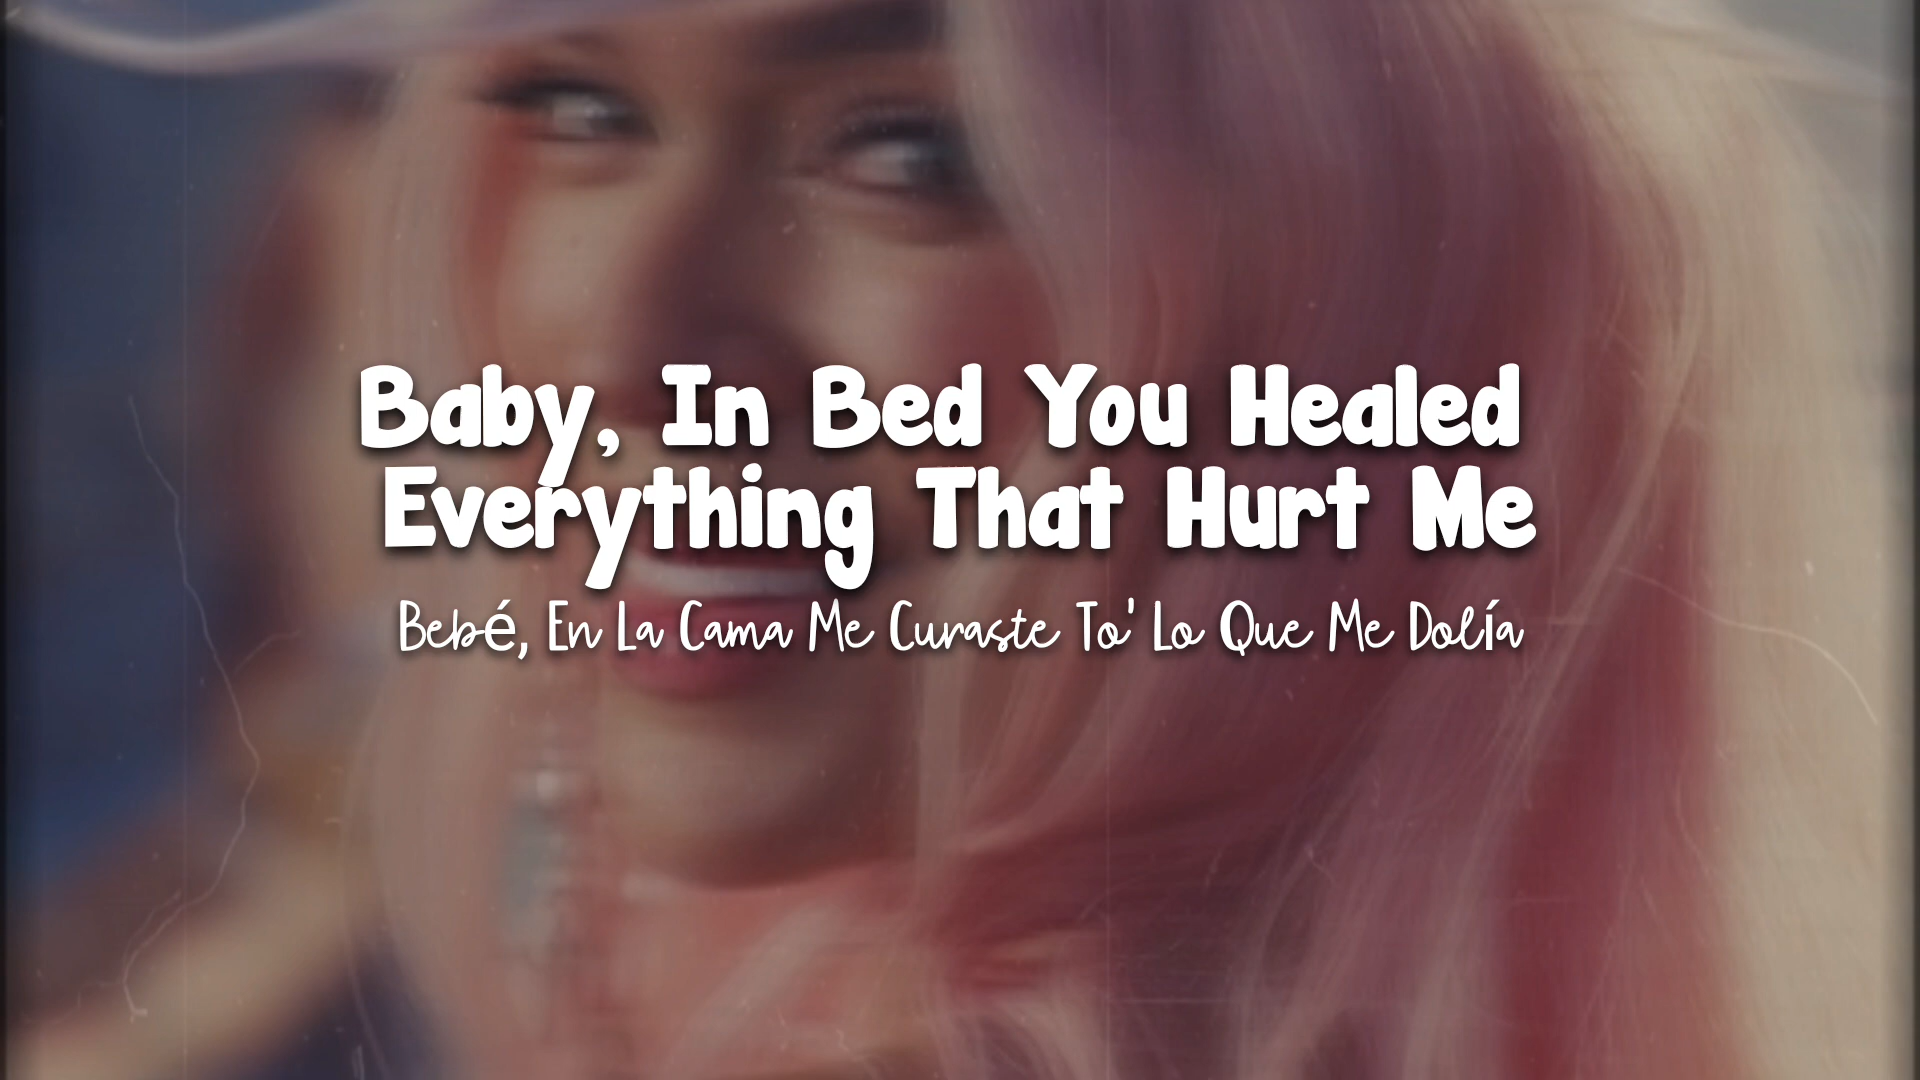 Baby, In Bed You Healed
Everything That Hurt Me
Bebé, En La Cama Me Curaste To' Lo Que Me Dolía